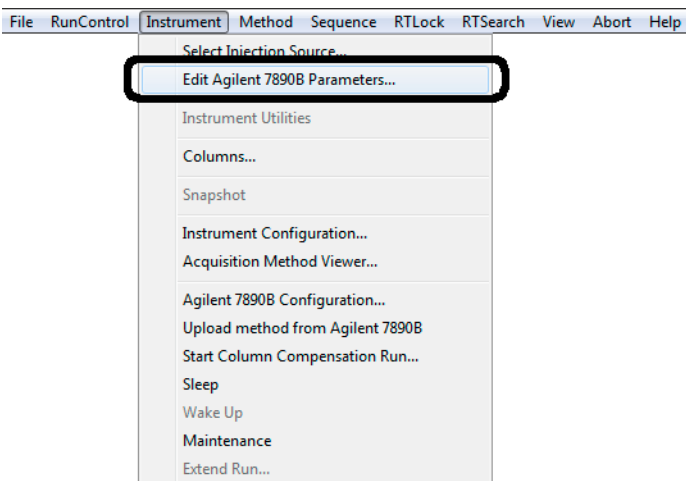 File RunControl Instrument Method Sequence RTLock RTSearch View Abort Help
Select Injection Source...
Edit Agilent 7890B Parameters...
Instrument Utilities
Columns...
Snapshot
Instrument Configuration...
Acquisition Method Viewer...
Agilent 7890B Configuration...
Upload method from Agilent 7890B
Start Column Compensation Run...
Sleep
Wake Up
Maintenance
Extend Run...